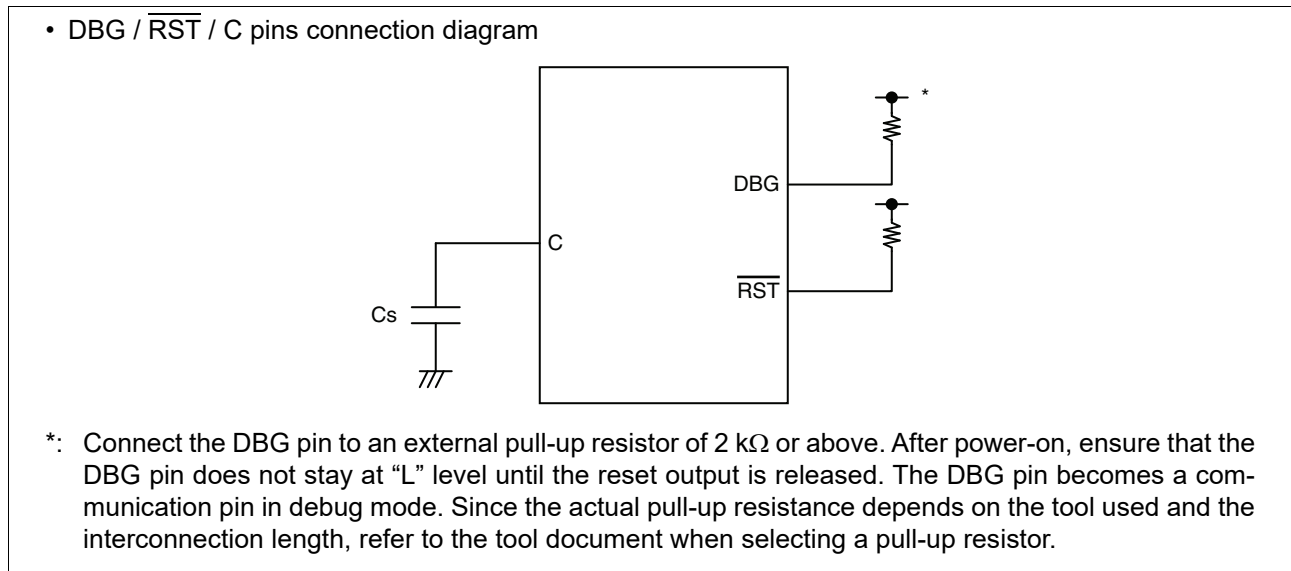 • DBG / RST / C pins connection diagram
*
DBG
C
RST
Cs
*: Connect the DBG pin to an external pull-up resistor of 2 kΩ or above. After power-on, ensure that the
DBG pin does not stay at “L” level until the reset output is released. The DBG pin becomes a com-
munication pin in debug mode. Since the actual pull-up resistance depends on the tool used and the
interconnection length, refer to the tool document when selecting a pull-up resistor.